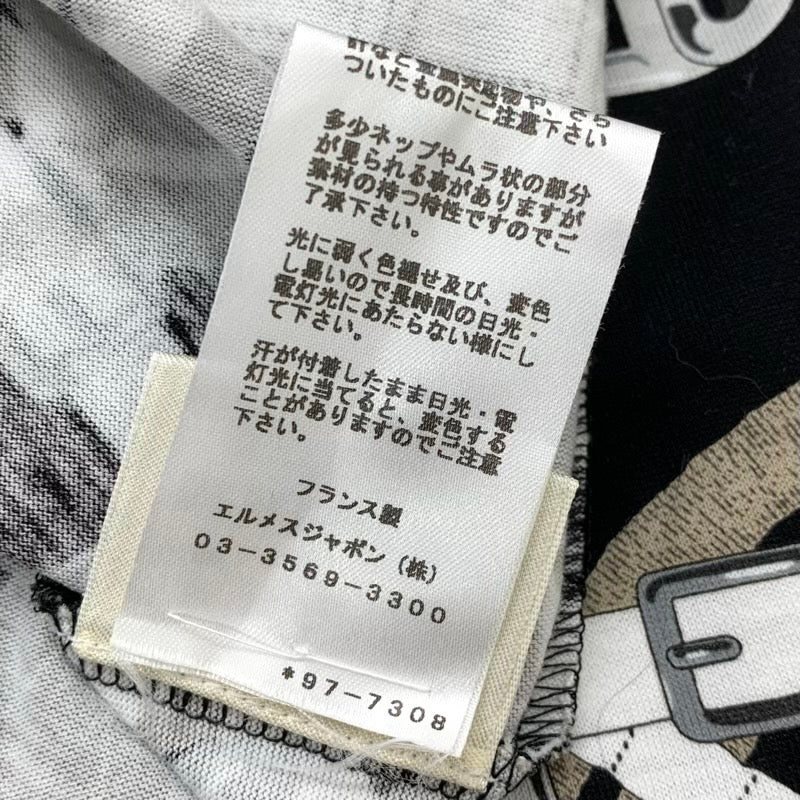 ついたものにご注意下さい
多少ネップやムラ状の部分
が見られる事がありますが
素材の持つ特性ですのでご
了承下さい。
光に弱く色褪せ及び、変色
し易いので長時間の日光・
電灯光にあたらない様にし
て下さい。
汗が付着したまま日光・電
灯光に当てると、変色する
ことがありますのでご注意
下さい。
フランス製
エルメスジャポン（株）
03-3569-3300
*97-7308